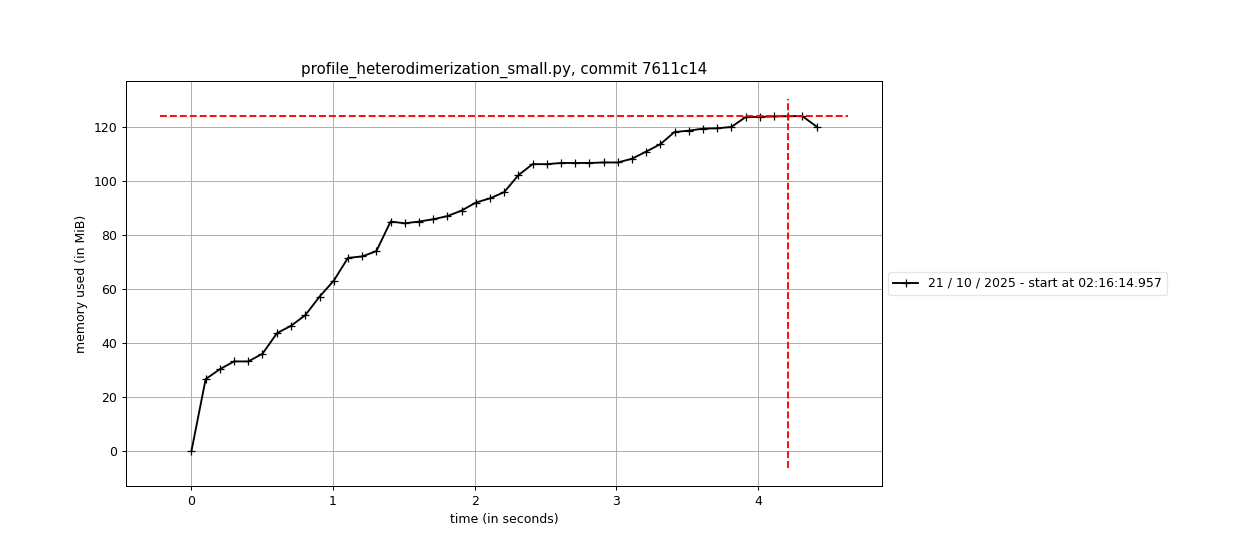 profile_heterodimerization_small.py, commit 7611c14
memory used (in MiB)
120
100
80
60
40
20
0
0 1 2 3 4
time (in seconds)
21 / 10 / 2025 - start at 02:16:14.957